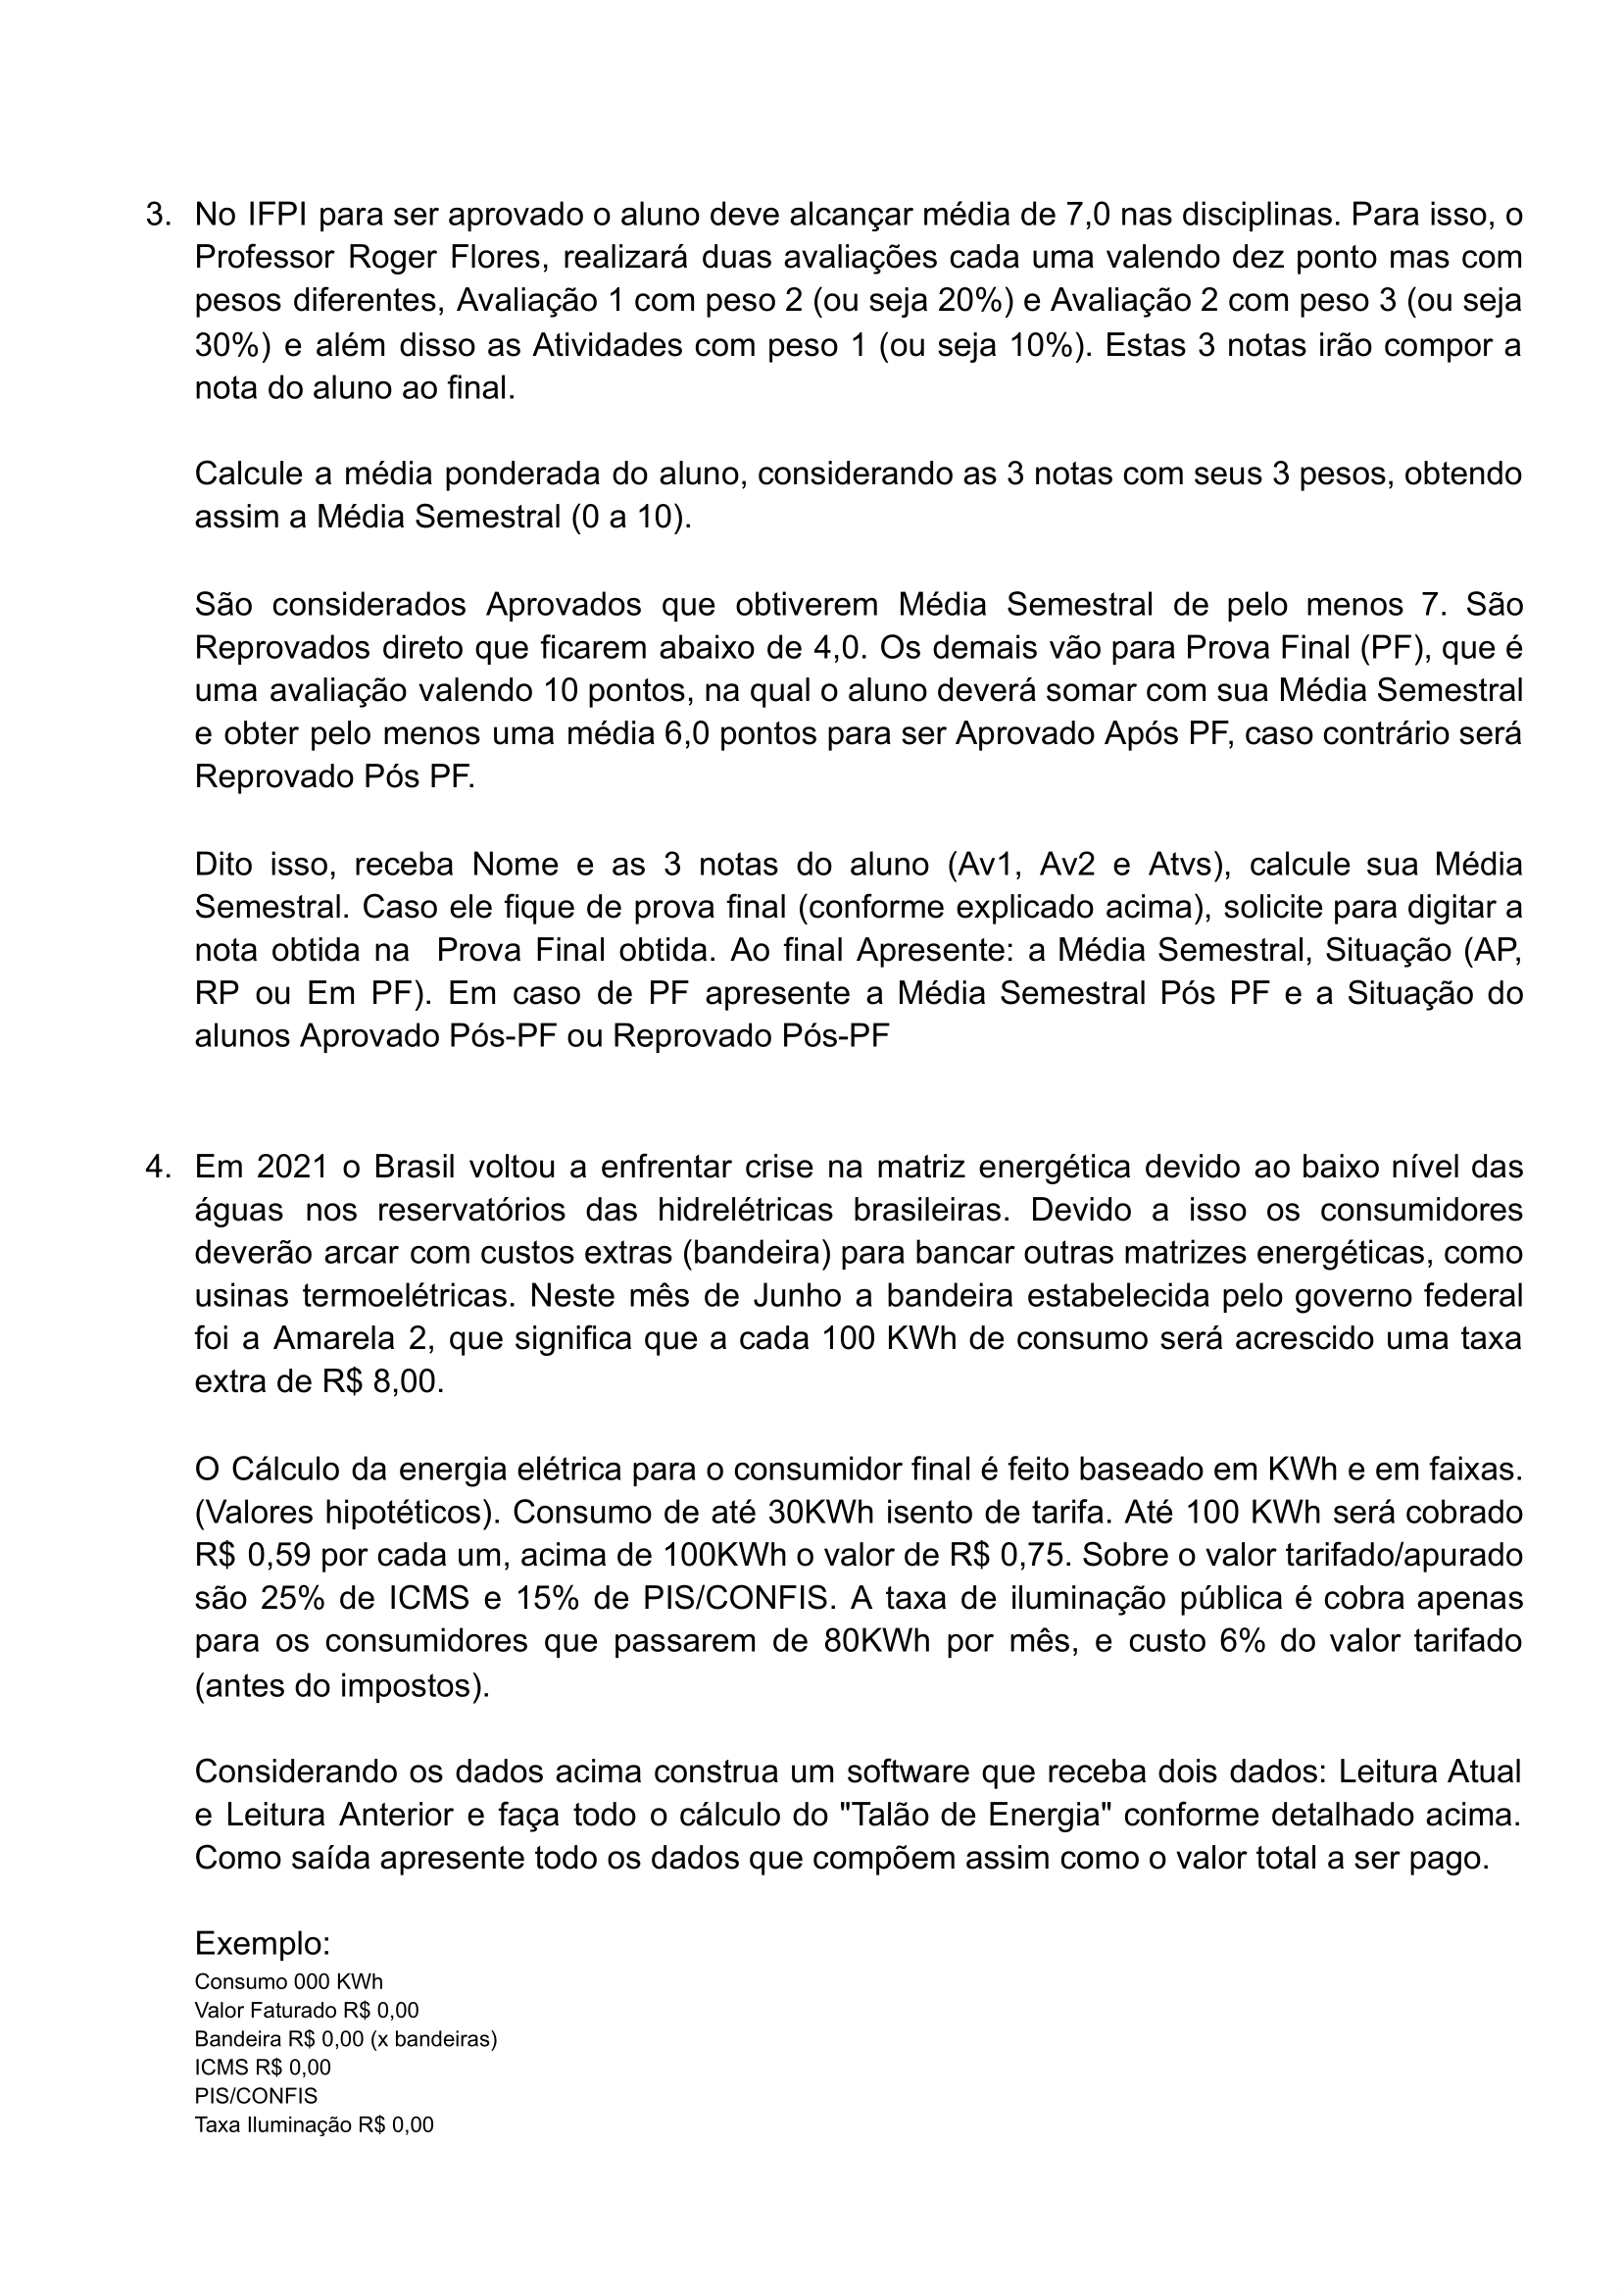 3. No IFPI para ser aprovado o aluno deve alcançar média de 7,0 nas disciplinas. Para isso, o
Professor Roger Flores, realizará duas avaliações cada uma valendo dez ponto mas com
pesos diferentes, Avaliação 1 com peso 2 (ou seja 20%) e Avaliação 2 com peso 3 (ou seja
30%) e além disso as Atividades com peso 1 (ou seja 10%). Estas 3 notas irão compor a
nota do aluno ao final.
Calcule a média ponderada do aluno, considerando as 3 notas com seus 3 pesos, obtendo
assim a Média Semestral (0 a 10).
São considerados Aprovados que obtiverem Média Semestral de pelo menos 7. São
Reprovados direto que ficarem abaixo de 4,0. Os demais vão para Prova Final (PF), que é
uma avaliação valendo 10 pontos, na qual o aluno deverá somar com sua Média Semestral
e obter pelo menos uma média 6,0 pontos para ser Aprovado Após PF, caso contrário será
Reprovado Pós PF.
Dito isso, receba Nome e as 3 notas do aluno (Av1, Av2 e Atvs), calcule sua Média
Semestral. Caso ele fique de prova final (conforme explicado acima), solicite para digitar a
nota obtida na  Prova Final obtida. Ao final Apresente: a Média Semestral, Situação (AP,
RP ou Em PF). Em caso de PF apresente a Média Semestral Pós PF e a Situação do
alunos Aprovado Pós-PF ou Reprovado Pós-PF
4. Em 2021 o Brasil voltou a enfrentar crise na matriz energética devido ao baixo nível das
águas nos reservatórios das hidrelétricas brasileiras. Devido a isso os consumidores
deverão arcar com custos extras (bandeira) para bancar outras matrizes energéticas, como
usinas termoelétricas. Neste mês de Junho a bandeira estabelecida pelo governo federal
foi a Amarela 2, que significa que a cada 100 KWh de consumo será acrescido uma taxa
extra de R$ 8,00.
O Cálculo da energia elétrica para o consumidor final é feito baseado em KWh e em faixas.
(Valores hipotéticos). Consumo de até 30KWh isento de tarifa. Até 100 KWh será cobrado
R$ 0,59 por cada um, acima de 100KWh o valor de R$ 0,75. Sobre o valor tarifado/apurado
são 25% de ICMS e 15% de PIS/CONFIS. A taxa de iluminação pública é cobra apenas
para os consumidores que passarem de 80KWh por mês, e custo 6% do valor tarifado
(antes do impostos).
Considerando os dados acima construa um software que receba dois dados: Leitura Atual
e Leitura Anterior e faça todo o cálculo do "Talão de Energia" conforme detalhado acima.
Como saída apresente todo os dados que compõem assim como o valor total a ser pago.
Exemplo:
Consumo 000 KWh
Valor Faturado R$ 0,00
Bandeira R$ 0,00 (x bandeiras)
ICMS R$ 0,00
PIS/CONFIS
Taxa Iluminação R$ 0,00